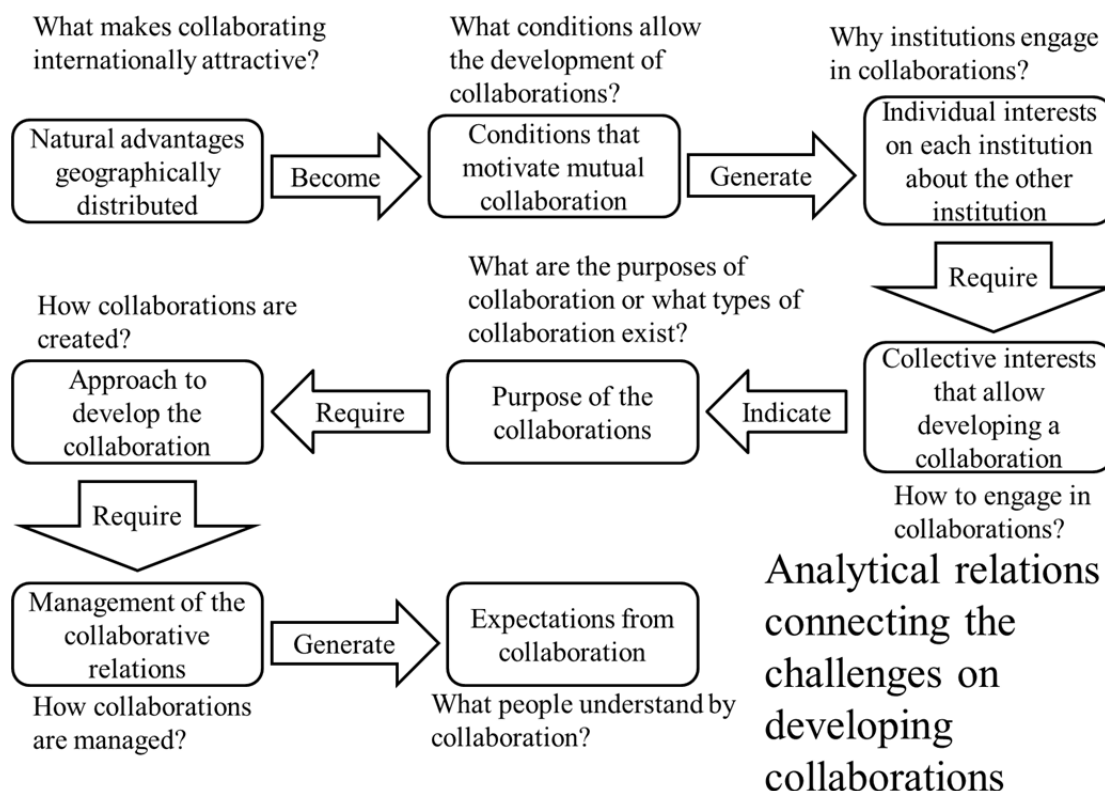 What makes collaborating
internationally attractive?
What conditions allow
the development of
collaborations?
Why institutions engage
in collaborations?
Natural advantages
geographically
distributed
Become
Conditions that
motivate mutual
collaboration
Generate
Individual interests
on each institution
about the other
institution
Require
What are the purposes of
collaboration or what types of
collaboration exist?
How collaborations are
created?
Approach to
develop the
collaboration
Require
Purpose of the
collaborations
Indicate
Collective interests
that allow
developing a
collaboration
How to engage in
collaborations?
Require
Management of the
collaborative
relations
How collaborations
are managed?
Generate
Expectations from
collaboration
What people understand by
collaboration?
Analytical relations
connecting the
challenges on
developing
collaborations